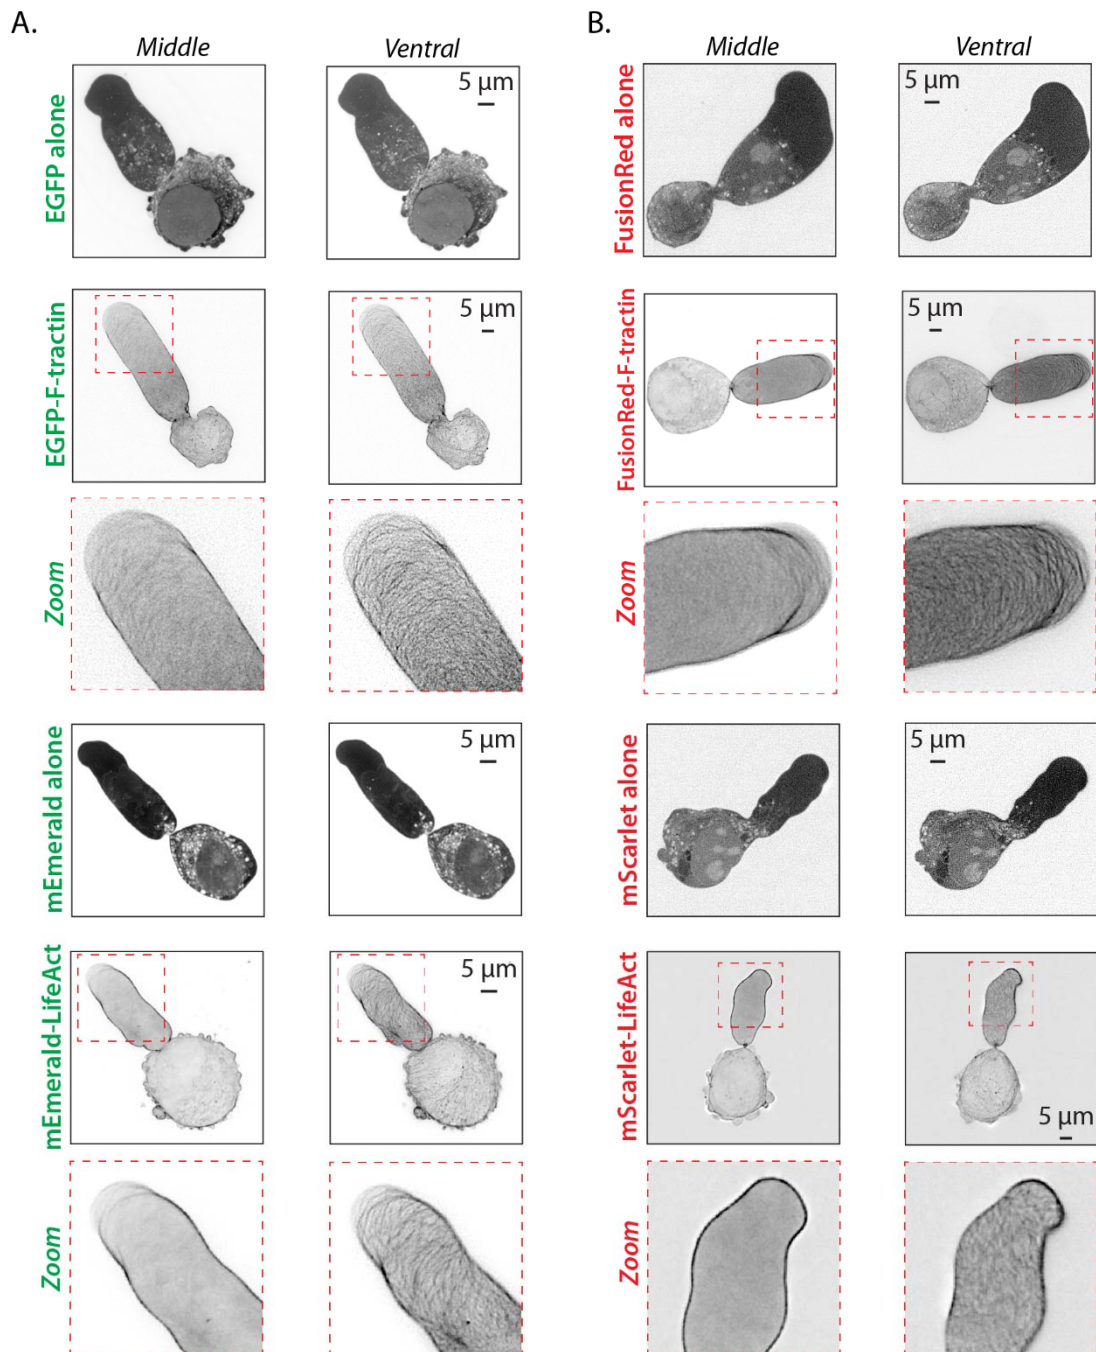 A.
B.
Middle
Ventral
Middle
Ventral
EGFP alone
5 µm
FusionRed alone
5 µm
EGFP-F-tractin
5 µm
FusionRed-F-tractin
5 µm
Zoom
Zoom
mEmerald alone
5 µm
mScarlet alone
5 µm
mEmerald-LifeAct
5 µm
mScarlet-LifeAct
5 µm
Zoom
Zoom